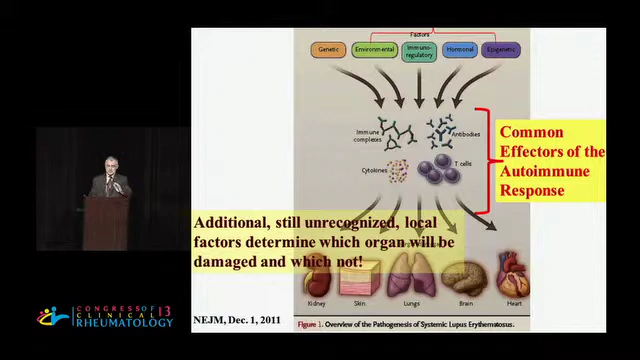 Factors
Genetic
Environmental
Immuno-
regulatory
Hormonal
Epigenetic
Immune
complexes
Antibodies
Cytokines
T cells
Common
Effectors of the
Autoimmune
Response
Additional, still unrecognized, local
factors determine which organ will be
damaged and which not!
Kidney
Skin
Lungs
Brain
Heart
NEJM, Dec. 1, 2011
Figure 1. Overview of the Pathogenesis of Systemic Lupus Erythematosus.
CONGRESS OF 13
CLINICAL
RHEUMATOLOGY